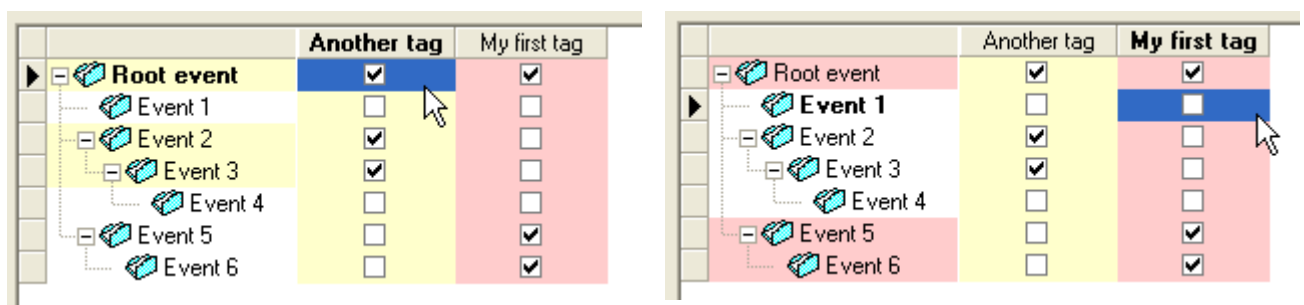 Another tag My first tag
Root event
Event 1
Event 2
Event 3
Event 4
Event 5
Event 6
Another tag My first tag
Root event
Event 1
Event 2
Event 3
Event 4
Event 5
Event 6